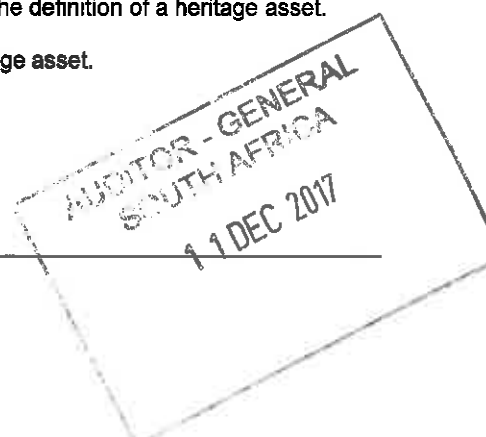 the definition of a heritage asset.
ge asset.
AUDITOR - GENERAL
SOUTH AFRICA
11 DEC 2017